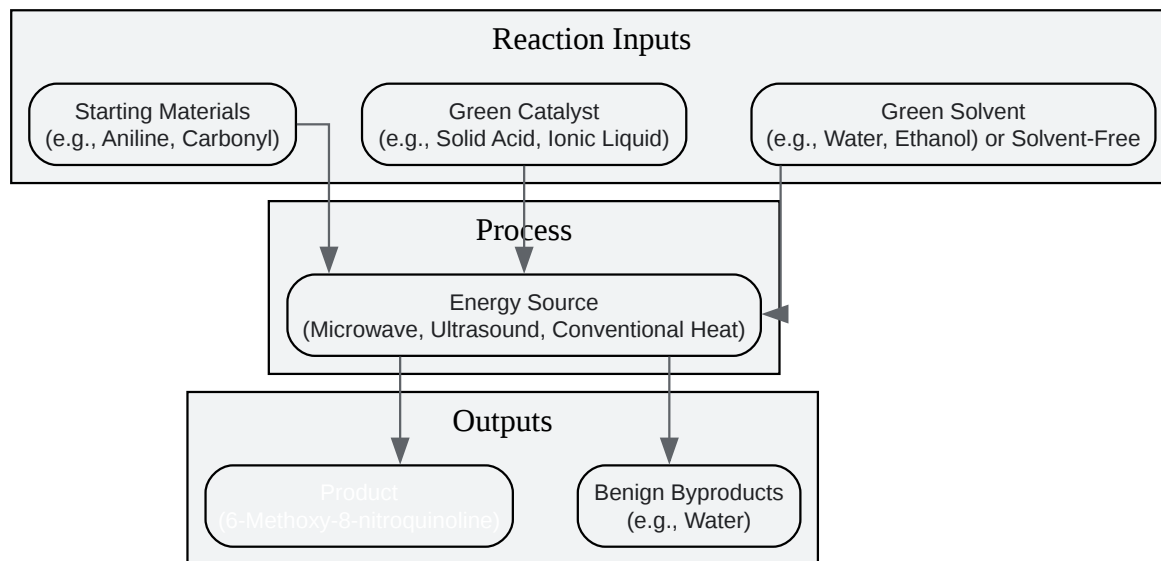 Reaction Inputs
Starting Materials
(e.g., Aniline, Carbonyl)
Green Catalyst
(e.g., Solid Acid, Ionic Liquid)
Green Solvent
(e.g., Water, Ethanol) or Solvent-Free
Process
Energy Source
(Microwave, Ultrasound, Conventional Heat)
Outputs
Product
(6-Methoxy-8-nitroquinoline)
Benign Byproducts
(e.g., Water)